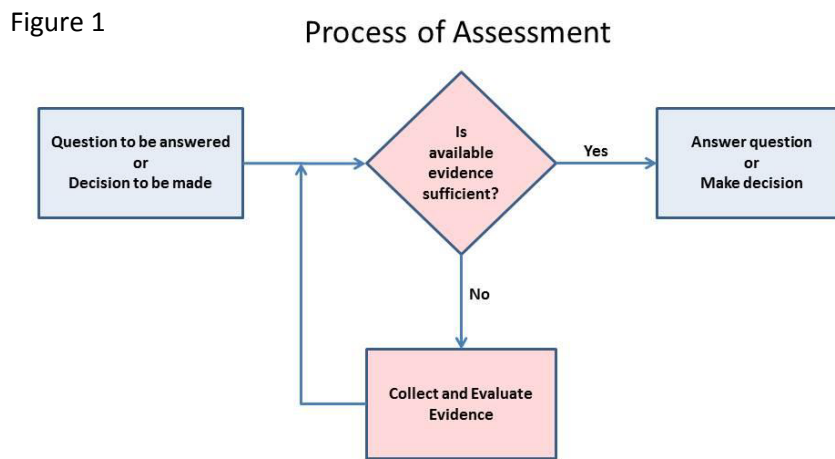 Figure 1
Process of Assessment
Question to be answered
or
Decision to be made
Is
available
evidence
sufficient?
Yes
Answer question
or
Make decision
No
Collect and Evaluate
Evidence